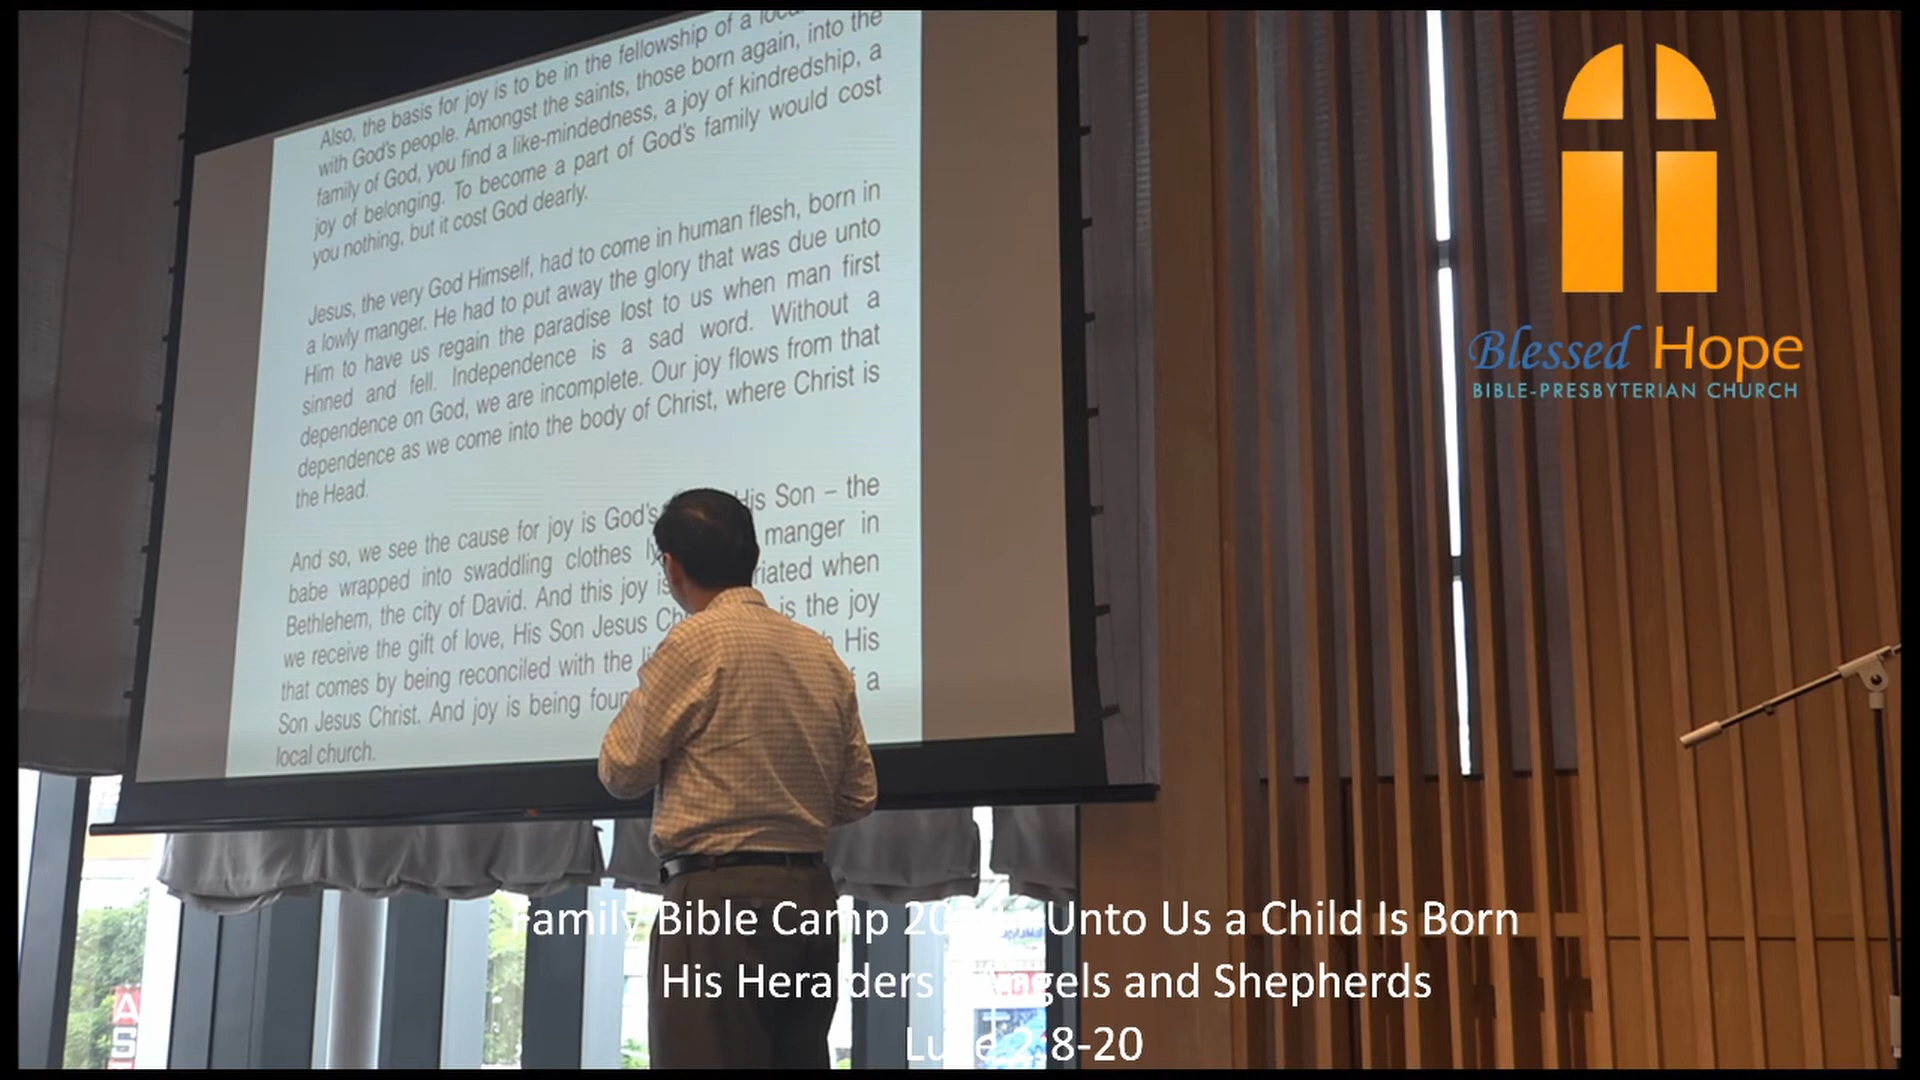 Also, the basis for joy is to be in the fellowship of a local
with God's people. Amongst the saints, those born again, into the
family of God, you find a like-mindedness, a joy of kindredship, a
joy of belonging. To become a part of God's family would cost
you nothing, but it cost God dearly.
Jesus, the very God Himself, had to come in human flesh, born in
a lowly manger. He had to put away the glory that was due unto
Him to have us regain the paradise lost to us when man first
sinned and fell. Independence is a sad word. Without a
dependence on God, we are incomplete. Our joy flows from that
dependence as we come into the body of Christ, where Christ is
the Head.
And so, we see the cause for joy is God's His Son – the
babe wrapped into swaddling clothes manger in
Bethlehem, the city of David. And this joy is when
we receive the gift of love, His Son Jesus is the joy
that comes by being reconciled with the His
Son Jesus Christ. And joy is being a
local church.
Blessed Hope
BIBLE-PRESBYTERIAN CHURCH
Family Bible Camp Unto Us a Child Is Born
His Heralders Angels and Shepherds
Luke 2:8-20